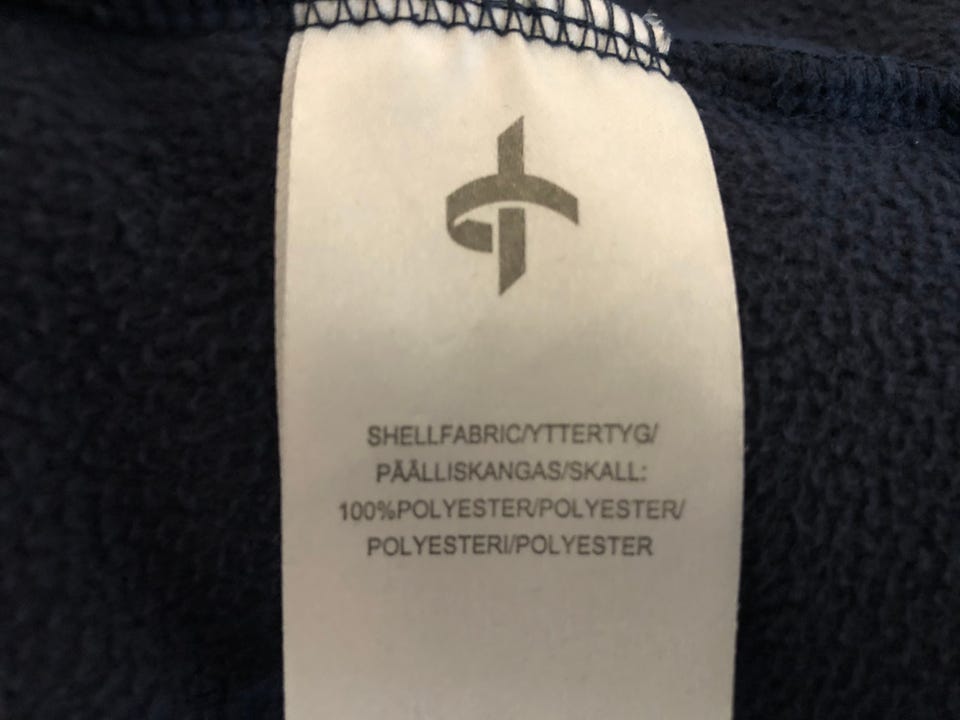 SHELLFABRIC/YTTERTYG/
PÄÄLLISKANGAS/SKALL:
100%POLYESTER/POLYESTER/
POLYESTERI/POLYESTER